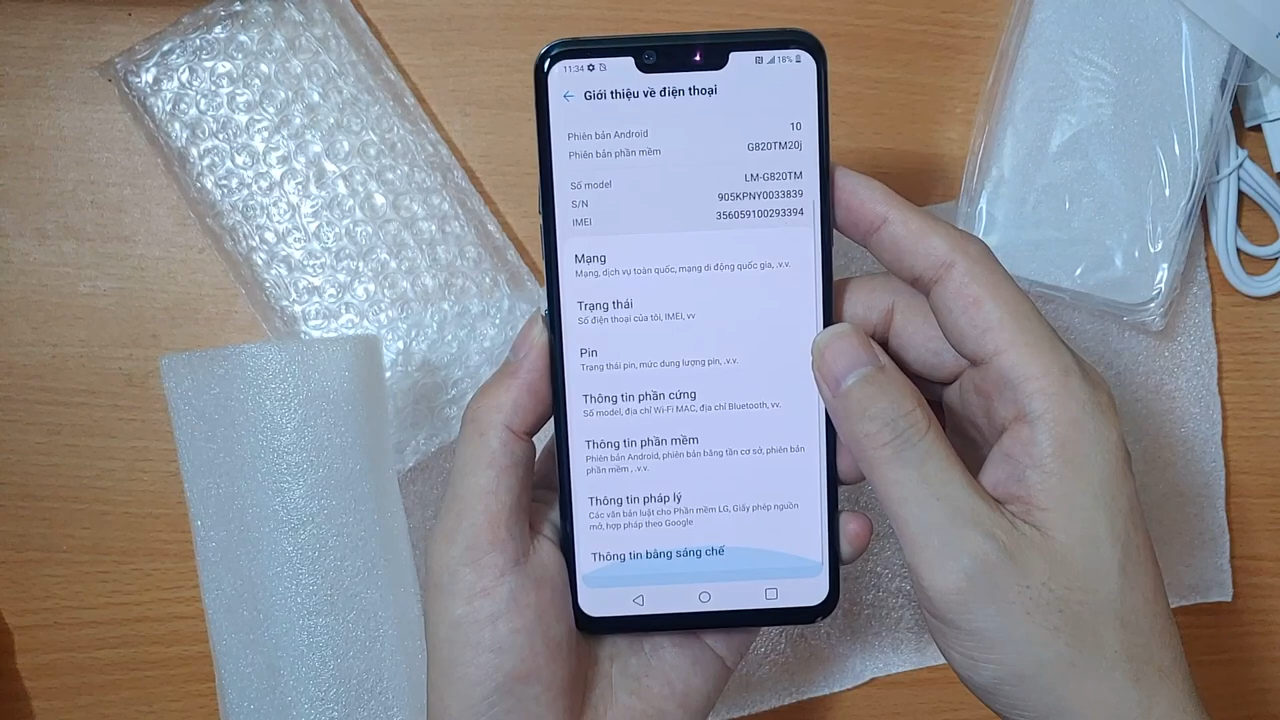 11:34 18%
Giới thiệu về điện thoại
Phiên bản Android 10
Phiên bản phần mềm G820TM20j
Số model LM-G820TM
S/N 905KPNY0033839
IMEI 356059100293394
Mạng
Mạng, dịch vụ toàn quốc, mạng di động quốc gia, .v.v.
Trạng thái
Số điện thoại của tôi, IMEI, vv
Pin
Trạng thái pin, mức dung lượng pin, .v.v.
Thông tin phần cứng
Số model, địa chỉ Wi-Fi MAC, địa chỉ Bluetooth, vv.
Thông tin phần mềm
Phiên bản Android, phiên bản băng tần cơ sở, phiên bản
phần mềm , .v.v.
Thông tin pháp lý
Các văn bản luật cho Phần mềm LG, Giấy phép nguồn
mở, hợp pháp theo Google
Thông tin bằng sáng chế